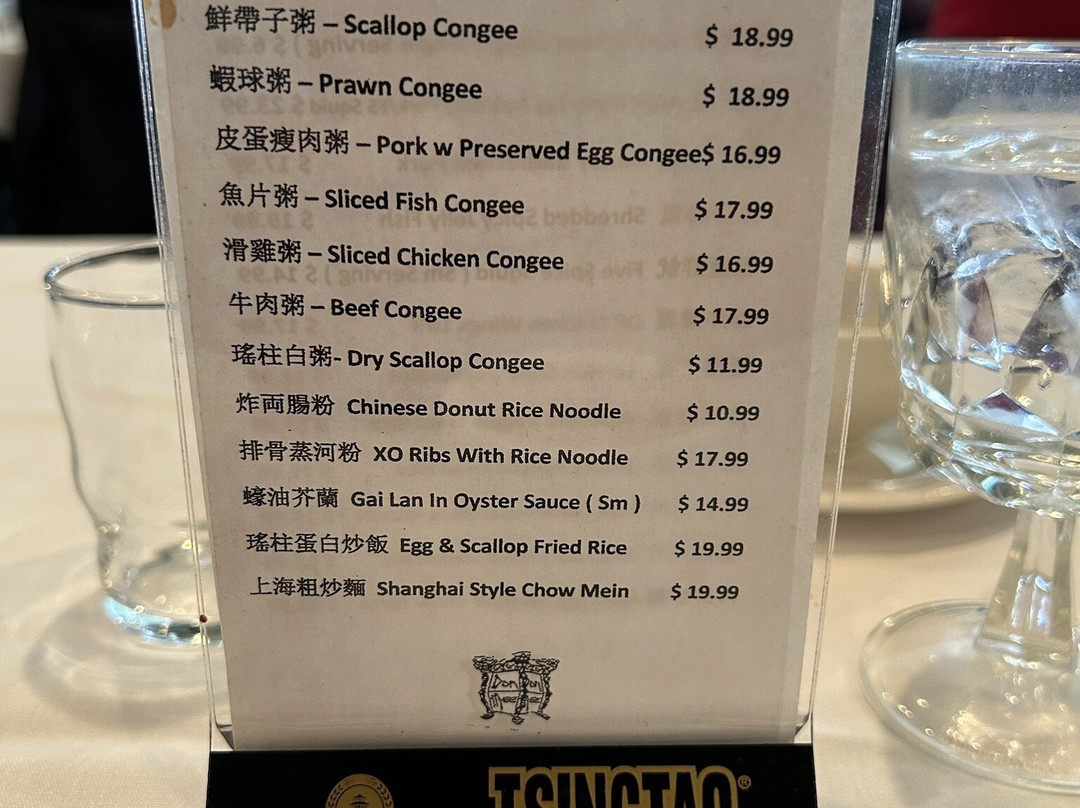 鮮帶子粥 – Scallop Congee $ 18.99
蝦球粥 – Prawn Congee $ 18.99
皮蛋瘦肉粥 – Pork w Preserved Egg Congee$ 16.99
魚片粥 – Sliced Fish Congee $ 17.99
滑雞粥 – Sliced Chicken Congee $ 16.99
牛肉粥 – Beef Congee $ 17.99
瑤柱白粥- Dry Scallop Congee $ 11.99
炸両腸粉 Chinese Donut Rice Noodle $ 10.99
排骨蒸河粉 XO Ribs With Rice Noodle $ 17.99
蠔油芥蘭 Gai Lan In Oyster Sauce ( Sm ) $ 14.99
瑤柱蛋白炒飯 Egg & Scallop Fried Rice $ 19.99
上海粗炒麵 Shanghai Style Chow Mein $ 19.99
TSINGTAO®